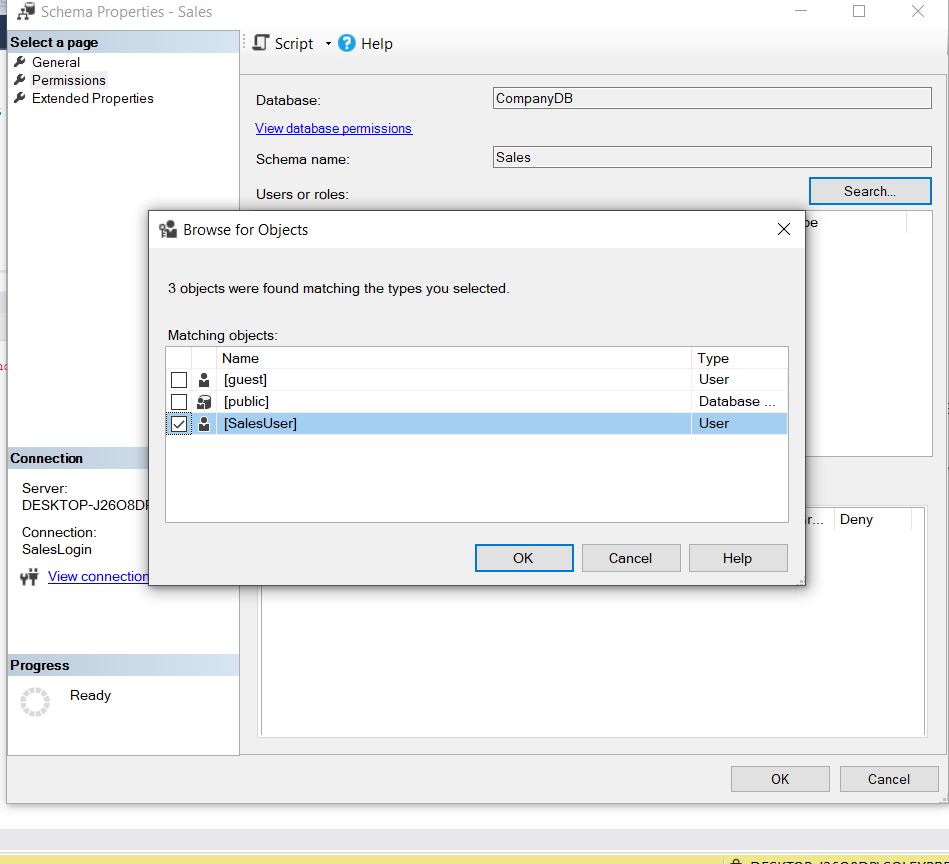 Schema Properties - Sales
Select a page
General
Permissions
Extended Properties
Script
Help
Database:
CompanyDB
View database permissions
Schema name:
Sales
Users or roles:
Search...
Browse for Objects
3 objects were found matching the types you selected.
Matching objects:
Name Type
[guest] User
[public] Database ...
[SalesUser] User
OK Cancel Help
Deny
Connection
Server:
Connection:
SalesLogin
View connection
Progress
Ready
OK Cancel